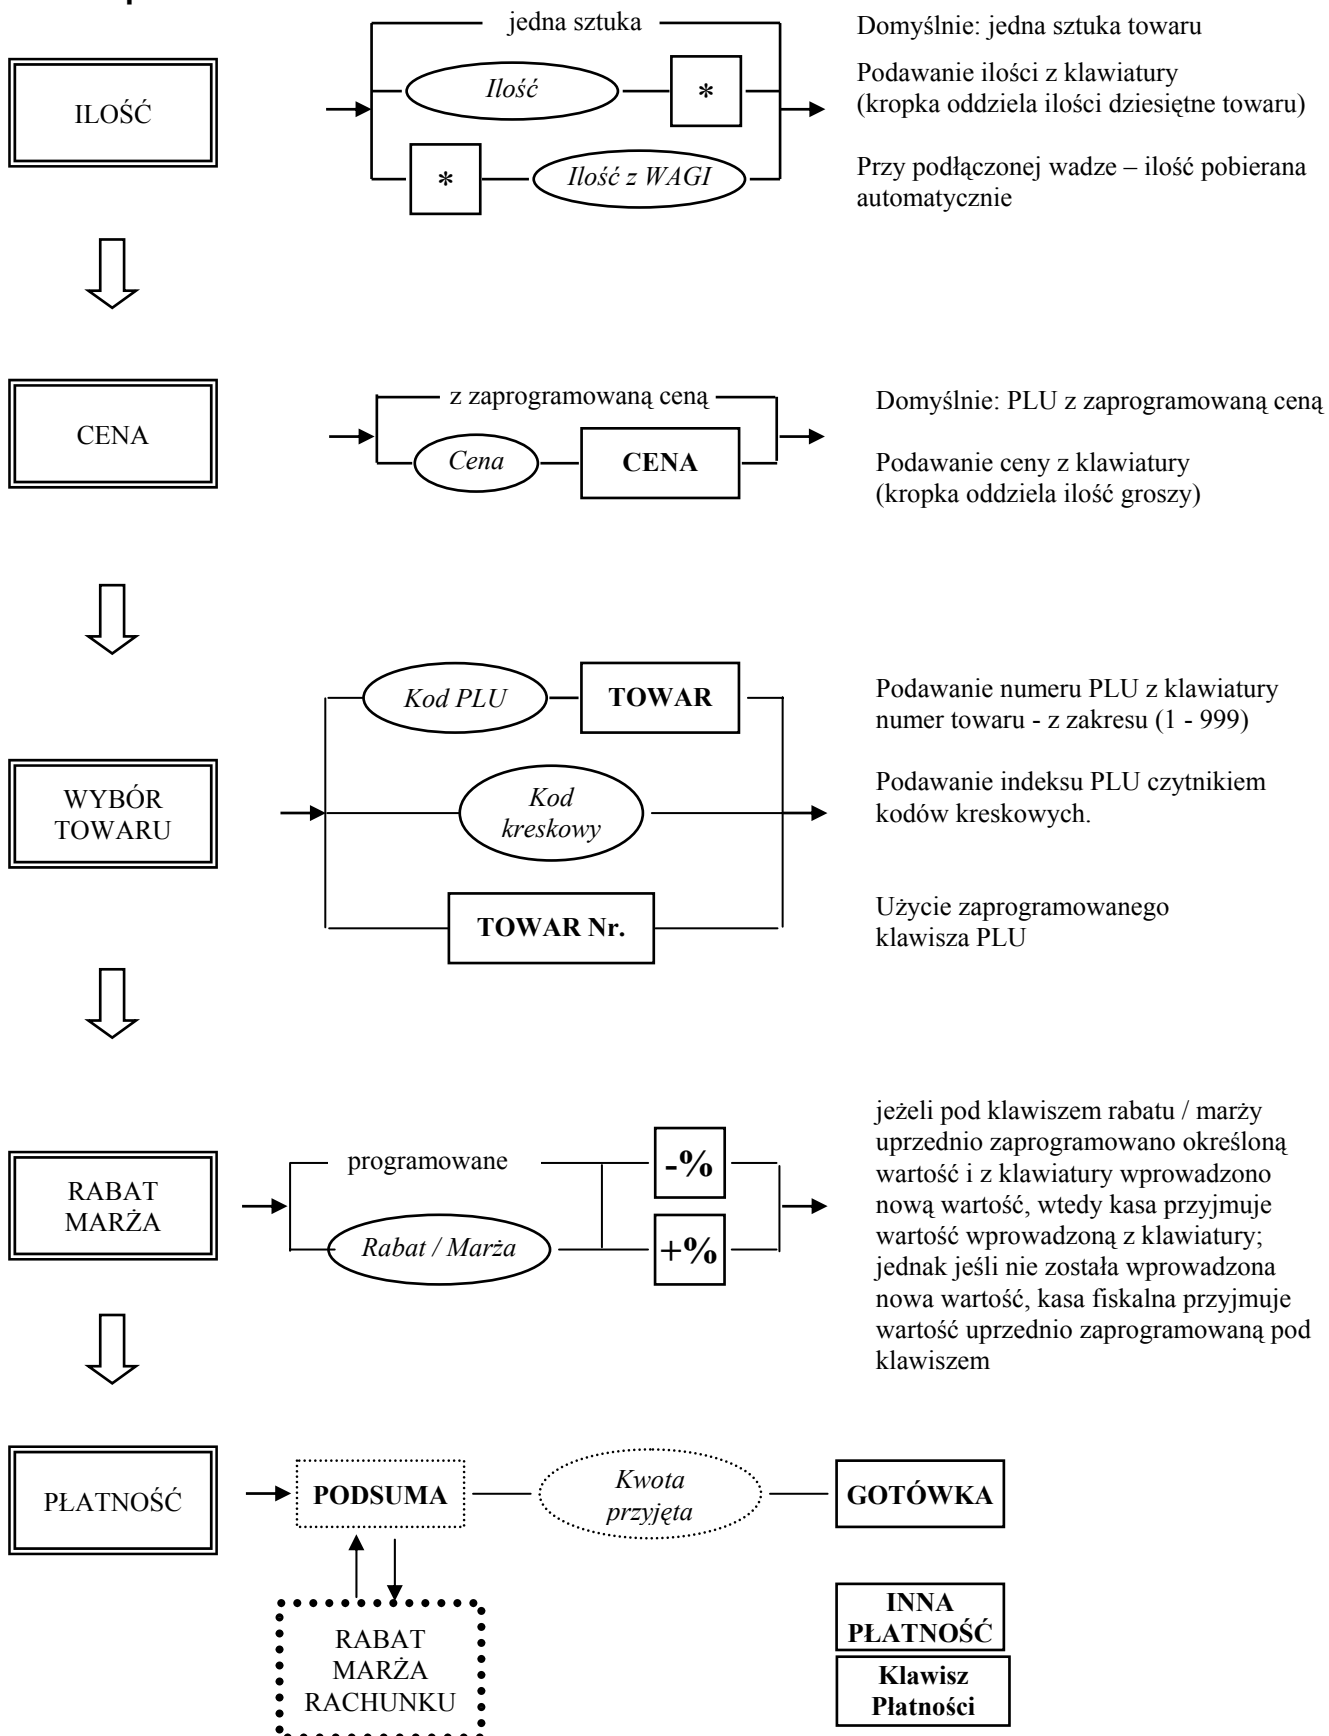 jedna sztuka
Domyślnie: jedna sztuka towaru
ILOŚĆ
Ilość
*
Podawanie ilości z klawiatury
(kropka oddziela ilości dziesiętne towaru)
*
Ilość z WAGI
Przy podłączonej wadze – ilość pobierana
automatycznie
CENA
z zaprogramowaną ceną
Domyślnie: PLU z zaprogramowaną ceną
Cena
CENA
Podawanie ceny z klawiatury
(kropka oddziela ilość groszy)
WYBÓR
TOWARU
Kod PLU
TOWAR
Podawanie numeru PLU z klawiatury
numer towaru - z zakresu (1 - 999)
Kod
kreskowy
Podawanie indeksu PLU czytnikiem
kodów kreskowych.
TOWAR Nr.
Użycie zaprogramowanego
klawisza PLU
RABAT
MARŻA
programowane
-%
Rabat / Marża
+%
jeżeli pod klawiszem rabatu / marży
uprzednio zaprogramowano określoną
wartość i z klawiatury wprowadzono
nową wartość, wtedy kasa przyjmuje
wartość wprowadzoną z klawiatury;
jednak jeśli nie została wprowadzona
nowa wartość, kasa fiskalna przyjmuje
wartość uprzednio zaprogramowaną pod
klawiszem
PŁATNOŚĆ
PODSUMA
Kwota
przyjęta
GOTÓWKA
RABAT
MARŻA
RACHUNKU
INNA
PŁATNOŚĆ
Klawisz
Płatności